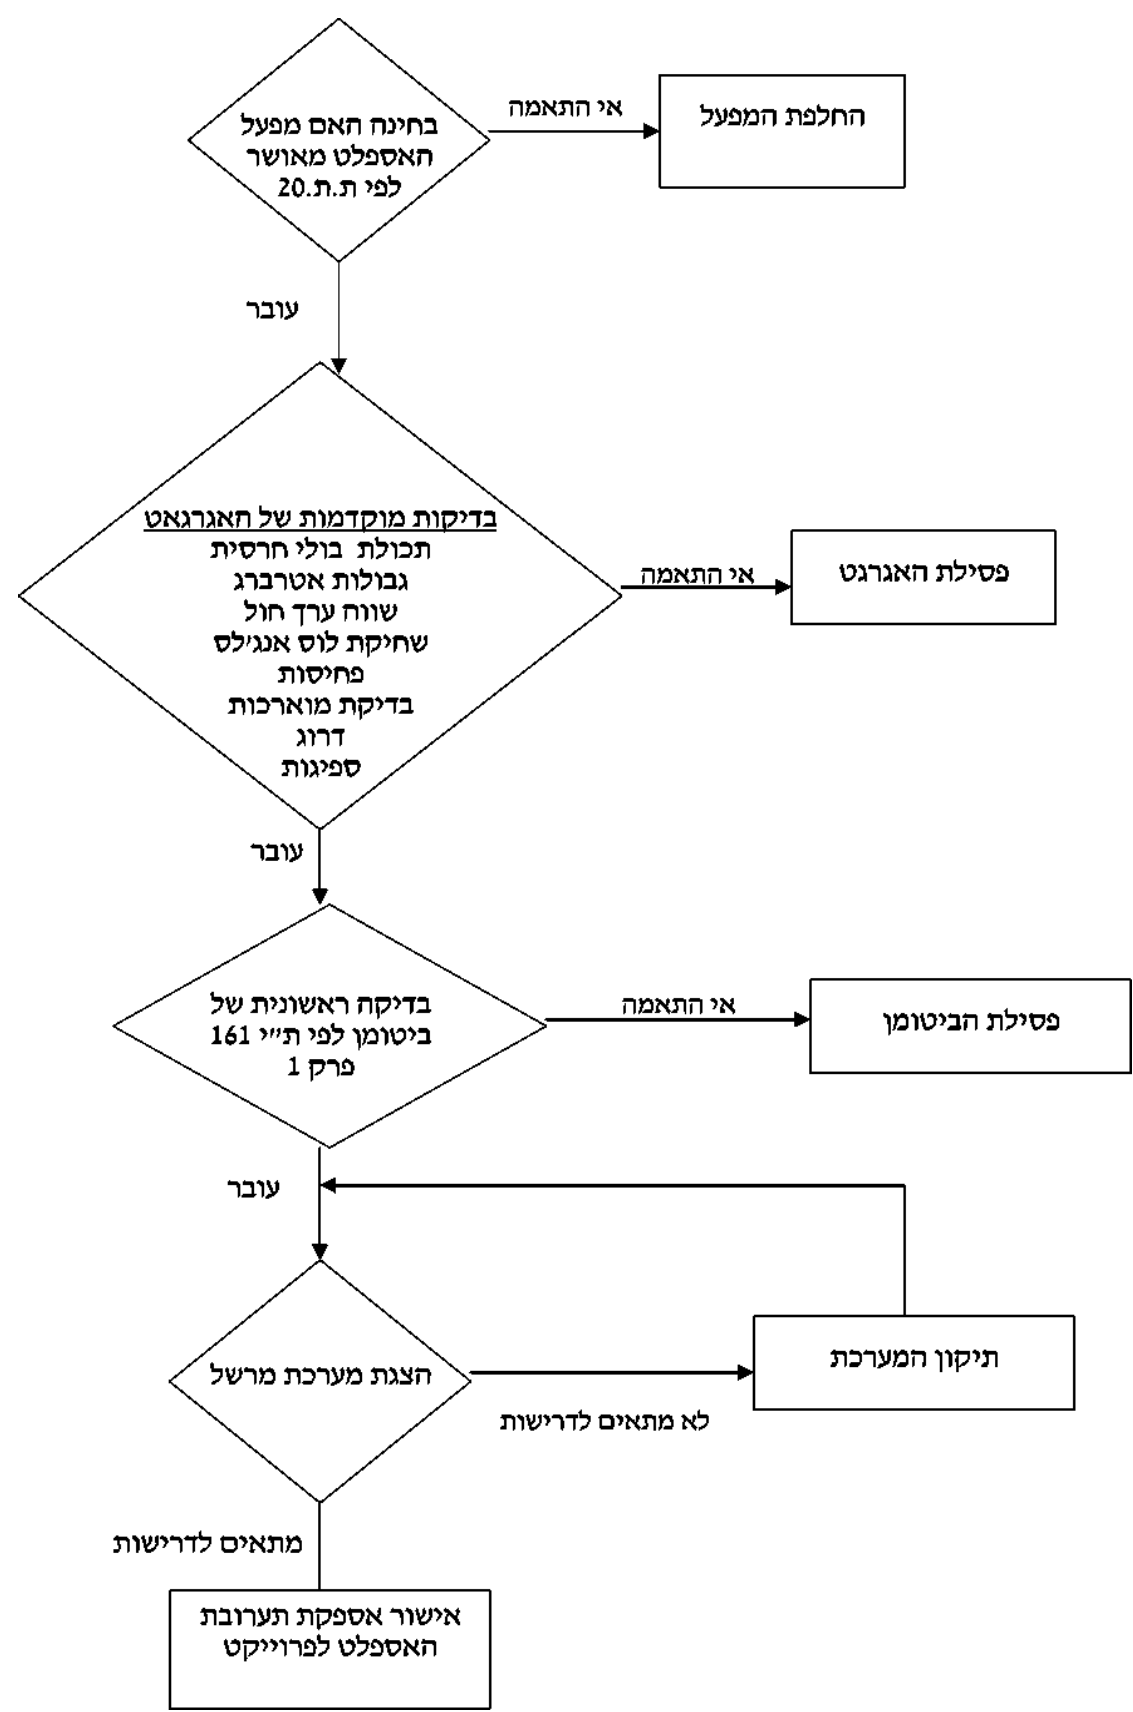 בחינה האם מפעל
האספלט מאושר
לפי ת.ת.20
אי התאמה
החלפת המפעל
עובר
בדיקות מוקדמות של האגרגאט
תכולת בולי חרסית
גבולות אטרברג
שווה ערך חול
שחיקת לוס אנג'לס
פחיסות
בדיקת מוארכות
דרוג
ספיגות
אי התאמה
פסילת האגרגט
עובר
בדיקה ראשונית של
ביטומן לפי ת"י 161
פרק 1
אי התאמה
פסילת הביטומן
עובר
הצגת מערכת מרשל
תיקון המערכת
לא מתאים לדרישות
מתאים לדרישות
אישור אספקת תערובת
האספלט לפרוייקט